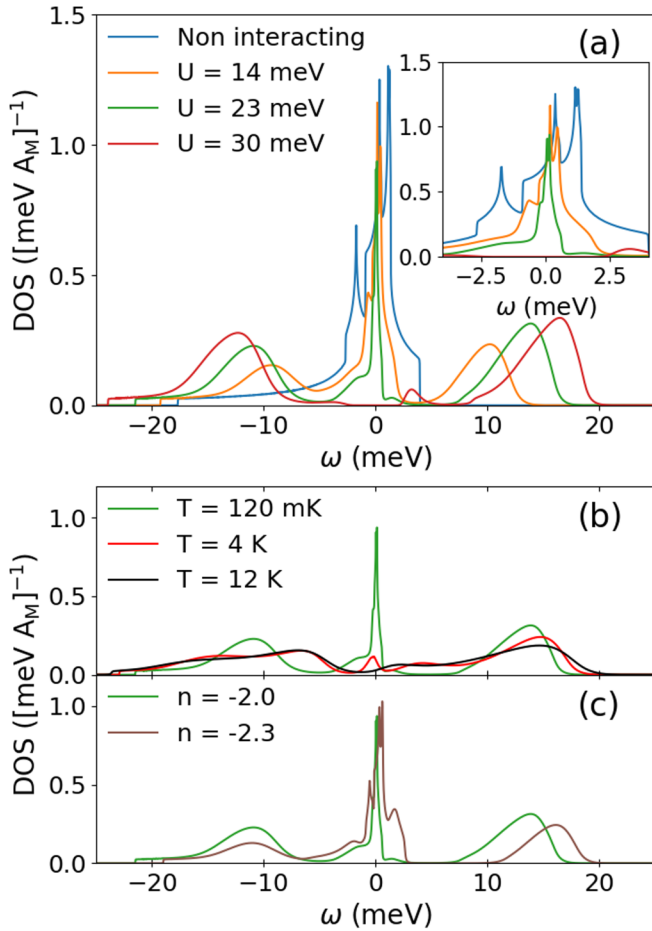 1.5
1.0
0.5
0.0
DOS ([meV A_M]⁻¹)
Non interacting
U = 14 meV
U = 23 meV
U = 30 meV
(a)
1.5
1.0
0.5
0.0
−2.5 0.0 2.5
ω (meV)
−20 −10 0 10 20
ω (meV)
1.0
0.5
0.0
T = 120 mK
T = 4 K
T = 12 K
(b)
DOS ([meV A_M]⁻¹)
1.0
0.5
0.0
n = -2.0
n = -2.3
(c)
−20 −10 0 10 20
ω (meV)